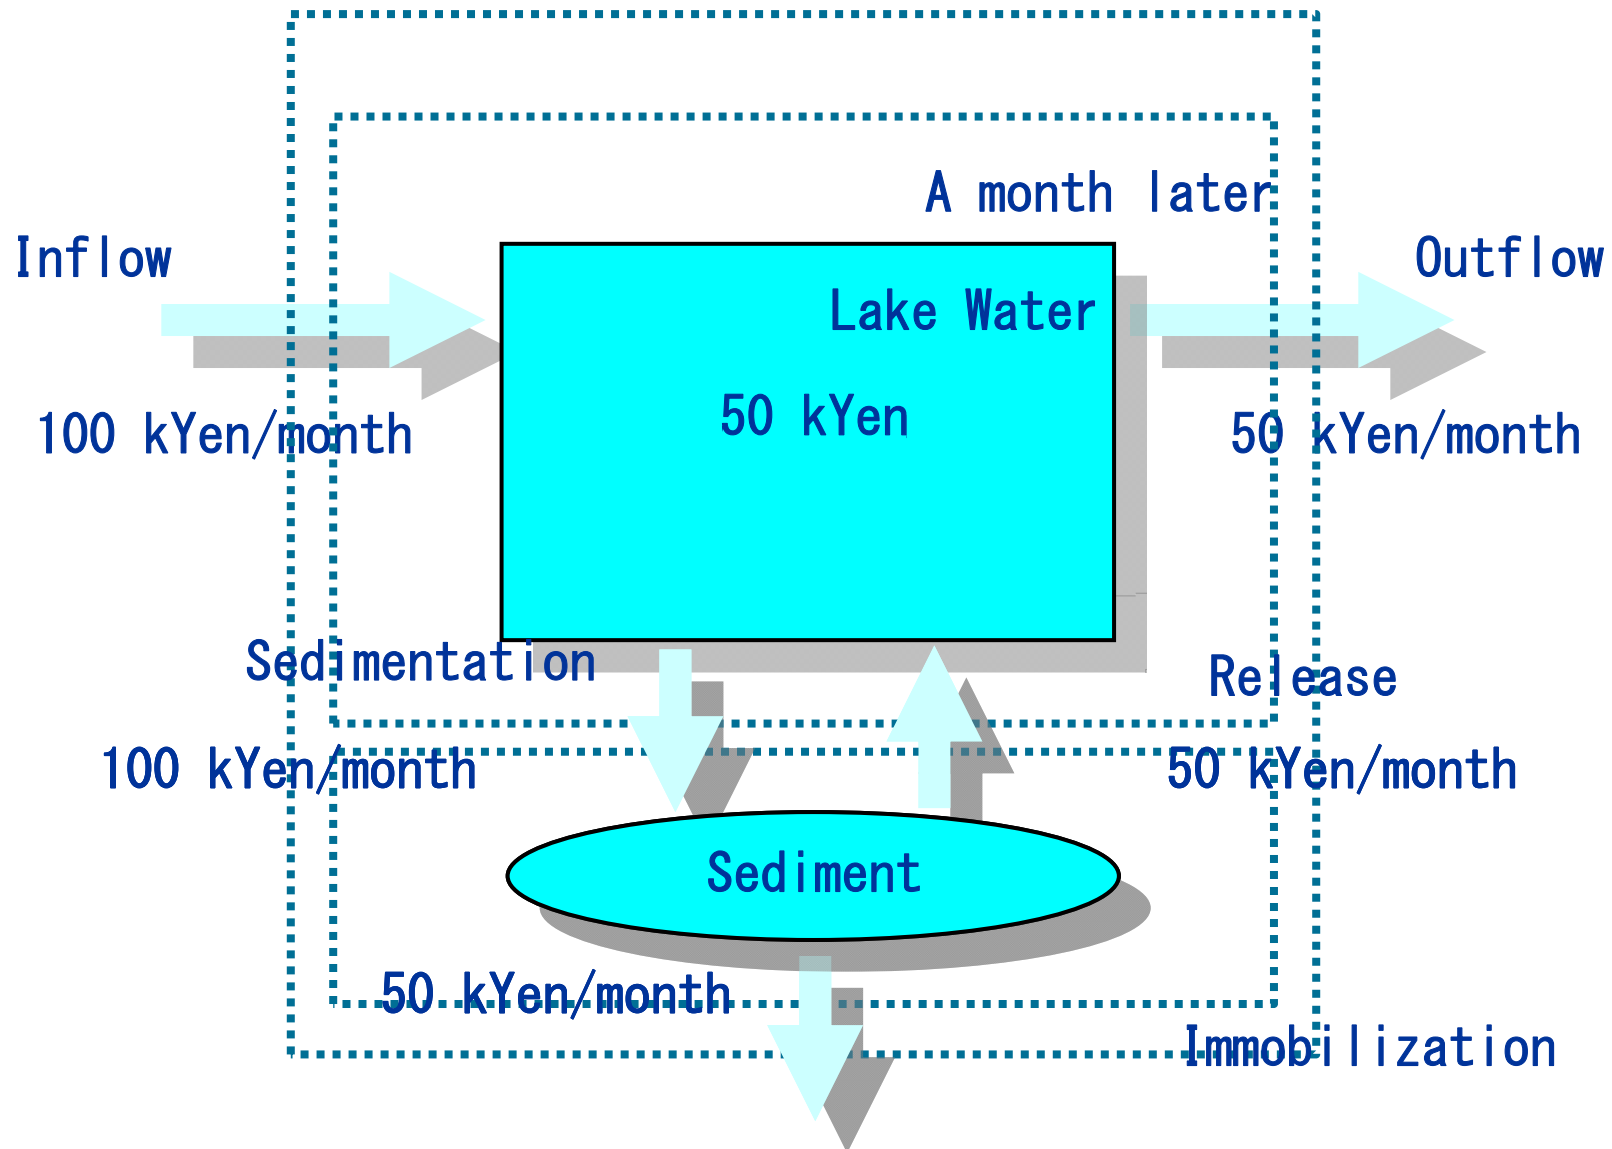 A month later
Inflow
Outflow
Lake Water
50 kYen
100 kYen/month
50 kYen/month
Sedimentation
Release
100 kYen/month
50 kYen/month
Sediment
50 kYen/month
Immobilization